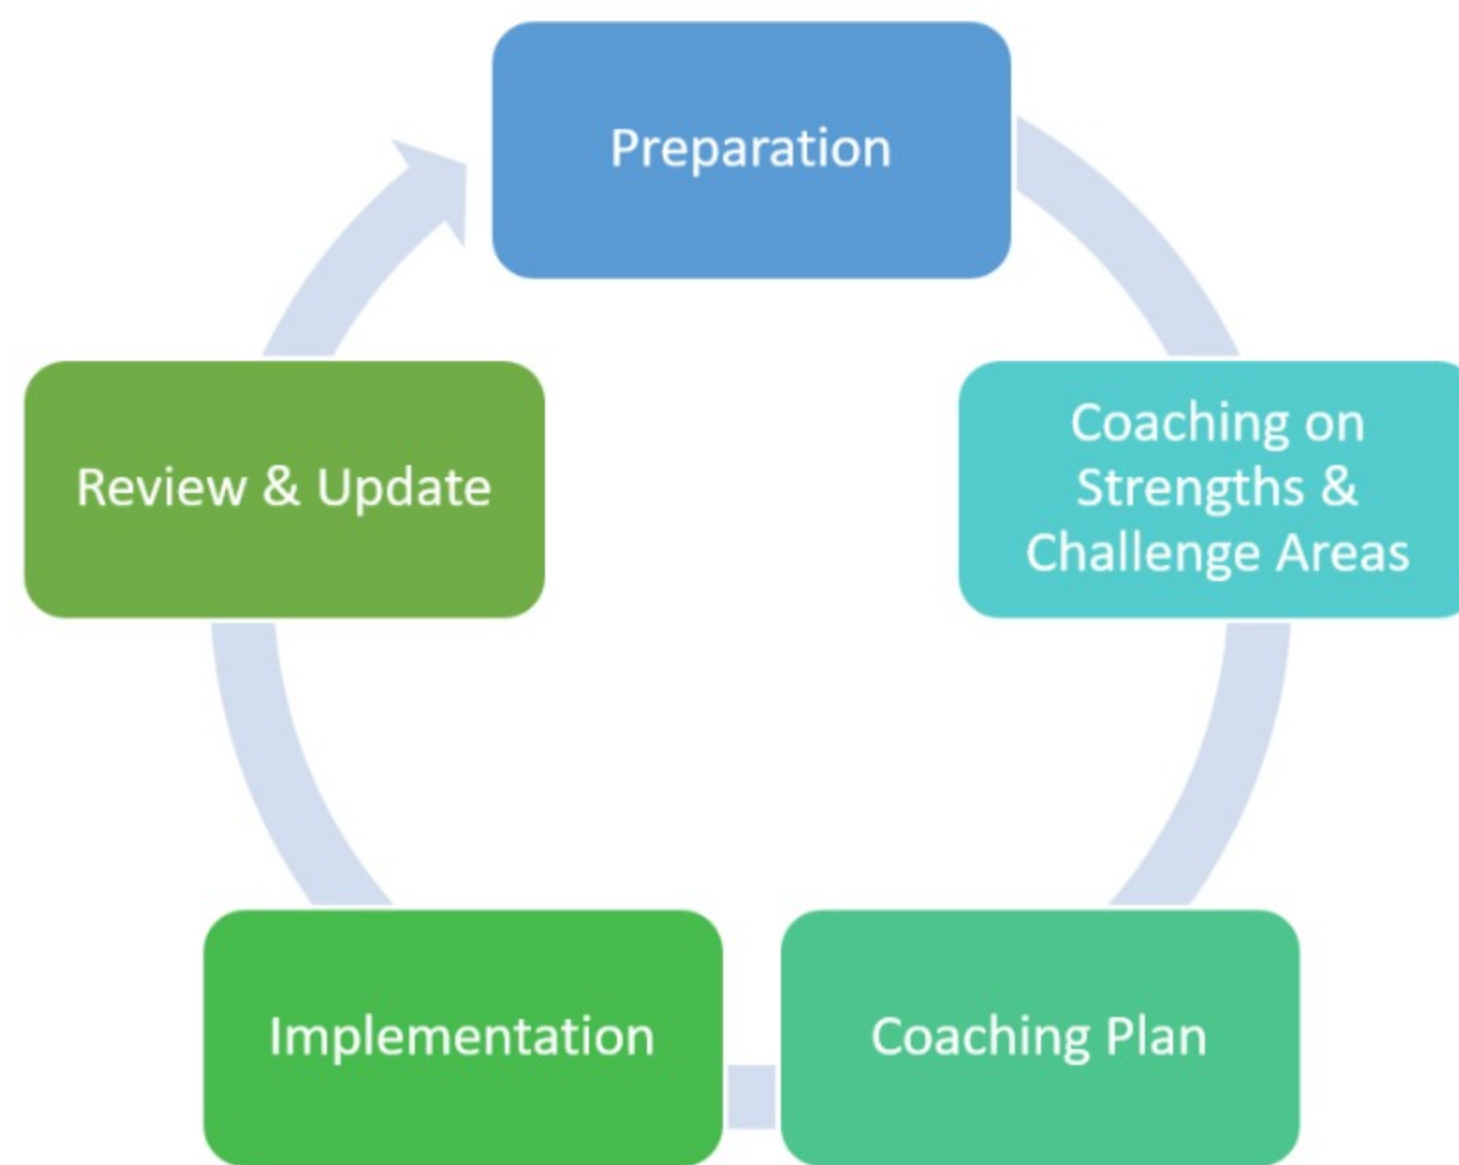 Preparation
Coaching on
Strengths &
Challenge Areas
Coaching Plan
Implementation
Review & Update